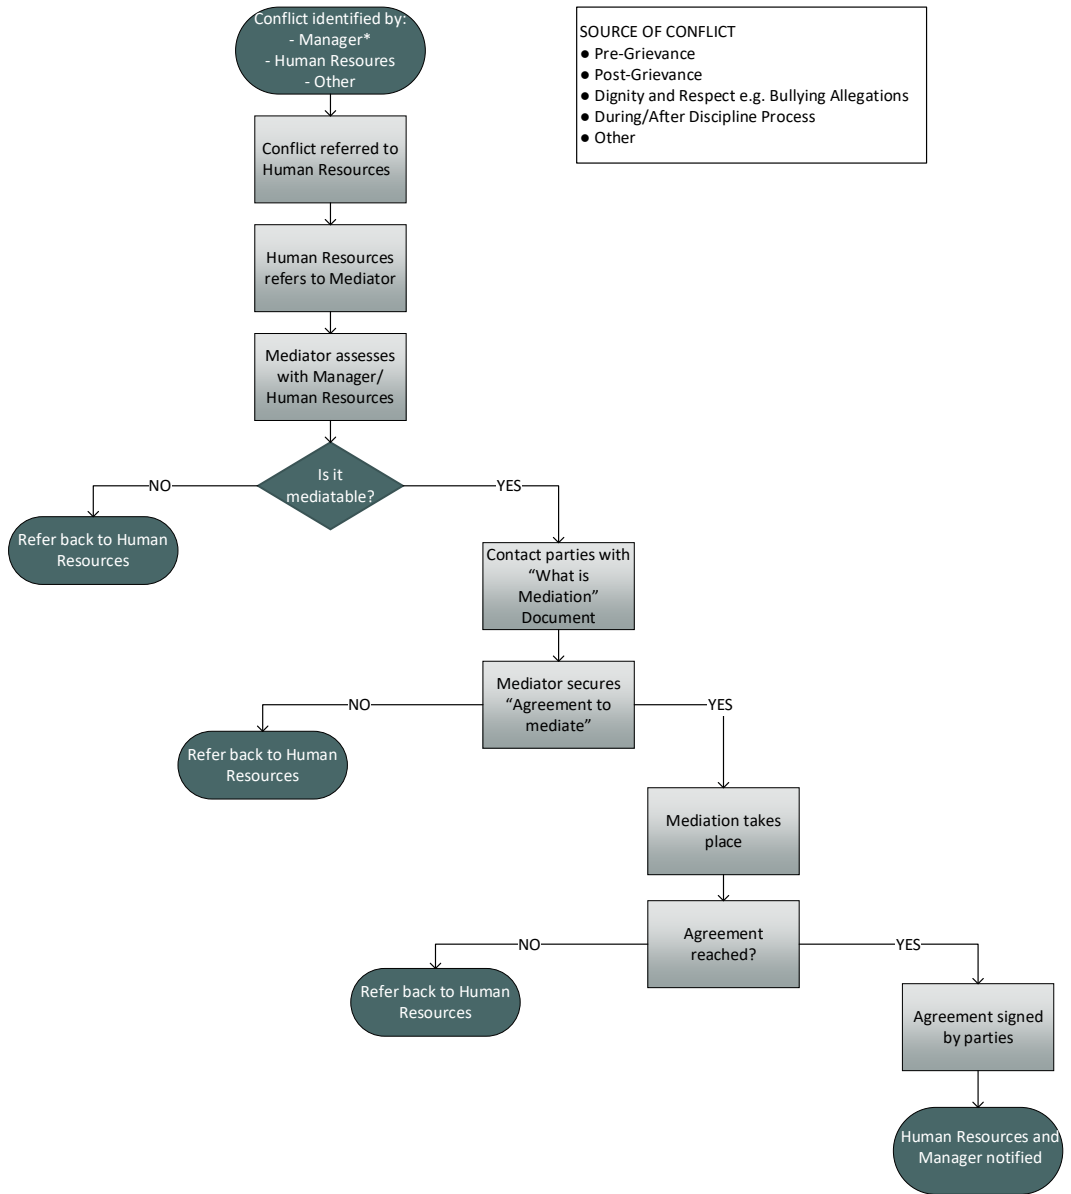 Conflict identified by:
- Manager*
- Human Resoures
- Other
SOURCE OF CONFLICT
● Pre-Grievance
● Post-Grievance
● Dignity and Respect e.g. Bullying Allegations
● During/After Discipline Process
● Other
Conflict referred to
Human Resources
Human Resources
refers to Mediator
Mediator assesses
with Manager/
Human Resources
Is it
mediatable?
NO
YES
Refer back to Human
Resources
Contact parties with
“What is
Mediation”
Document
Mediator secures
“Agreement to
mediate”
NO
YES
Refer back to Human
Resources
Mediation takes
place
Agreement
reached?
NO
YES
Refer back to Human
Resources
Agreement signed
by parties
Human Resources and
Manager notified